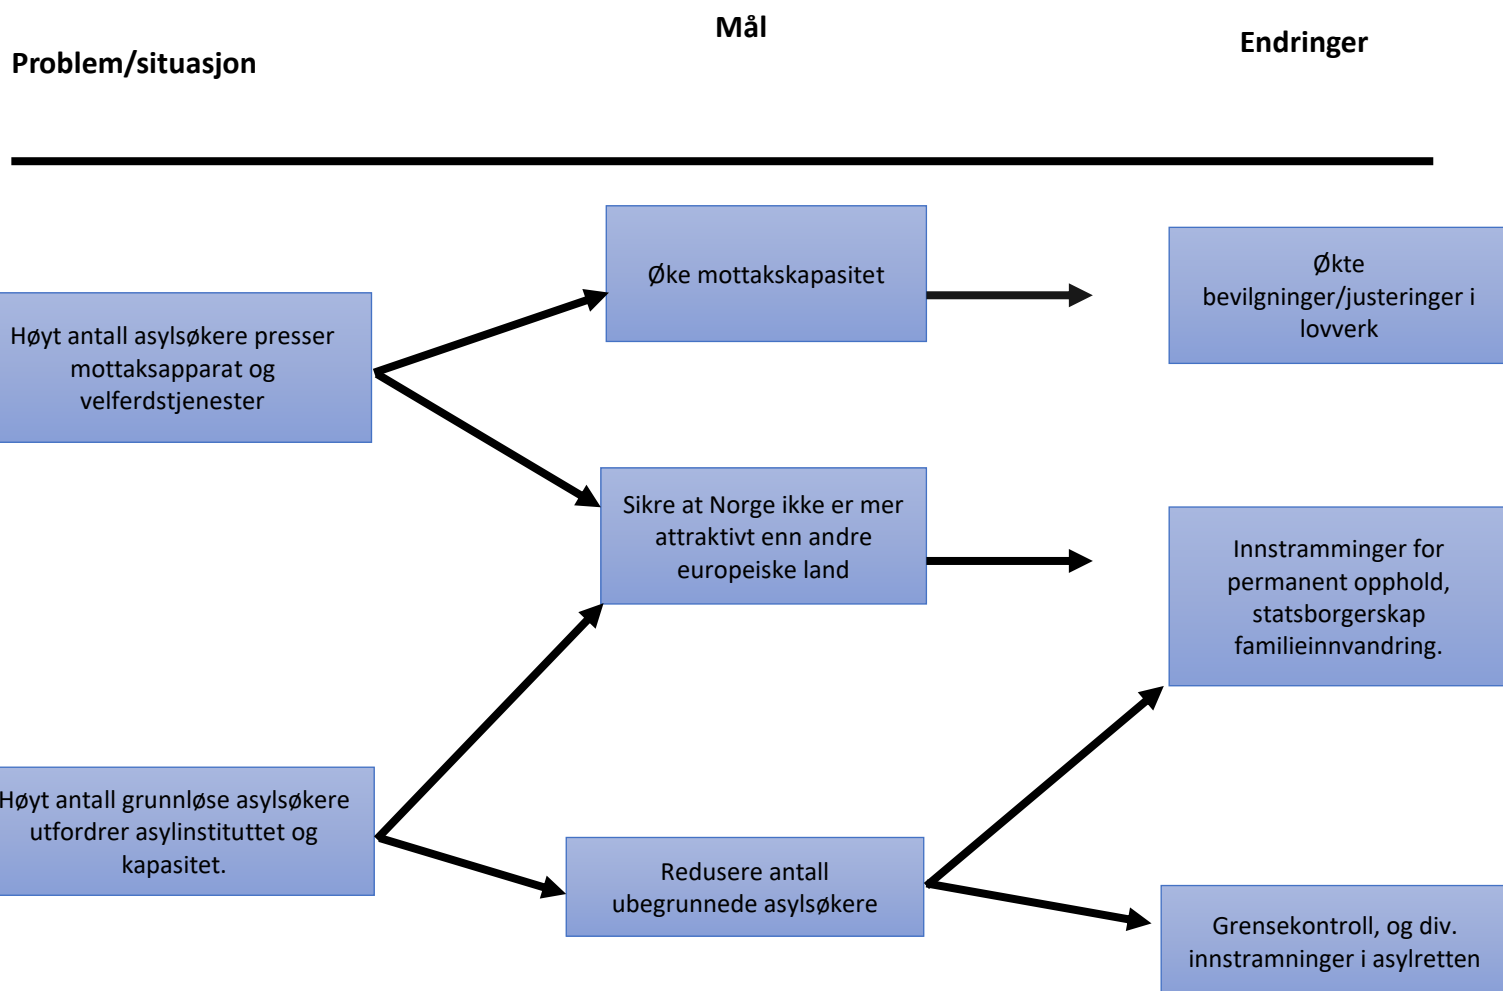 Problem/situasjon
Mål
Endringer
Høyt antall asylsøkere presser
mottaksapparat og
velferdstjenester
Øke mottakskapasitet
Økte
bevilgninger/justeringer i
lovverk
Sikre at Norge ikke er mer
attraktivt enn andre
europeiske land
Innstramminger for
permanent opphold,
statsborgerskap
familieinnvandring.
Høyt antall grunnløse asylsøkere
utfordrer asylinstituttet og
kapasitet.
Redusere antall
ubegrunnede asylsøkere
Grensekontroll, og div.
innstramninger i asylretten